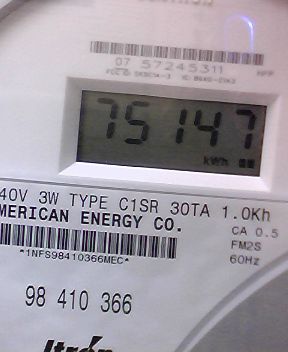 07 57245311
75147
kWh
40V 3W TYPE C1SR 30TA 1.0Kh
MERICAN ENERGY CO.
CA 0.5
FM2S
60Hz
*1NFS98410366MEC*
98 410 366
Itrón